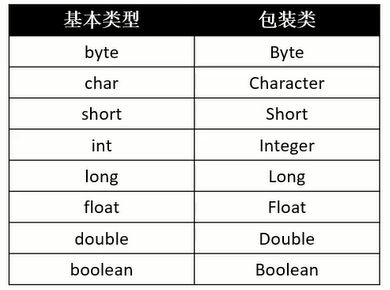 基本类型 包装类
byte Byte
char Character
short Short
int Integer
long Long
float Float
double Double
boolean Boolean